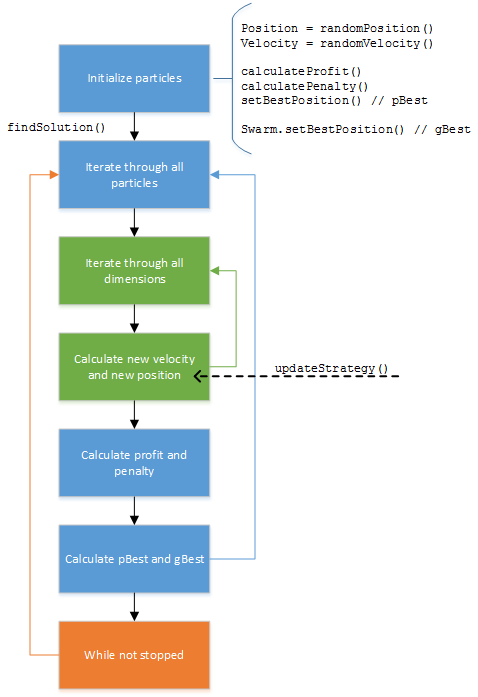 Position = randomPosition()
Velocity = randomVelocity()
calculateProfit()
calculatePenalty()
setBestPosition() // pBest
Swarm.setBestPosition() // gBest
Initialize particles
findSolution()
Iterate through all
particles
Iterate through all
dimensions
Calculate new velocity
and new position
updateStrategy()
Calculate profit and
penalty
Calculate pBest and gBest
While not stopped